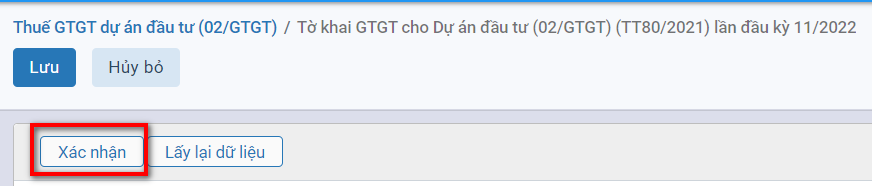 Thuế GTGT dự án đầu tư (02/GTGT) / Tờ khai GTGT cho Dự án đầu tư (02/GTGT) (TT80/2021) lần đầu kỳ 11/2022
Lưu Hủy bỏ
Xác nhận Lấy lại dữ liệu